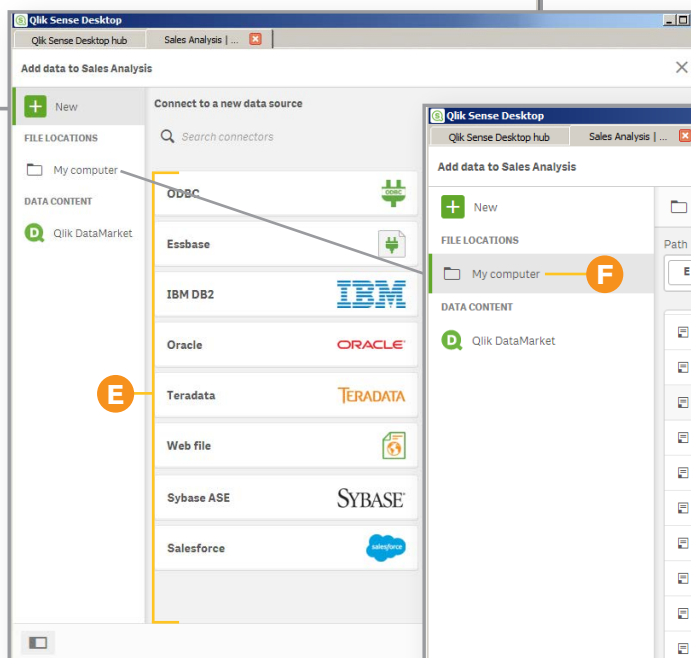 Qlik Sense Desktop
Qlik Sense Desktop hub
Sales Analysis | ...
Add data to Sales Analysis
New
FILE LOCATIONS
My computer
DATA CONTENT
Qlik DataMarket
Connect to a new data source
Search connectors
ODBC
ODBC
Essbase
IBM DB2
IBM
Oracle
ORACLE
Teradata
TERADATA
Web file
Sybase ASE
SYBASE
Salesforce
salesforce
E
Qlik Sense Desktop
Qlik Sense Desktop hub
Sales Analysis | ...
Add data to Sales Analysis
New
FILE LOCATIONS
My computer
F
DATA CONTENT
Qlik DataMarket
Path
E